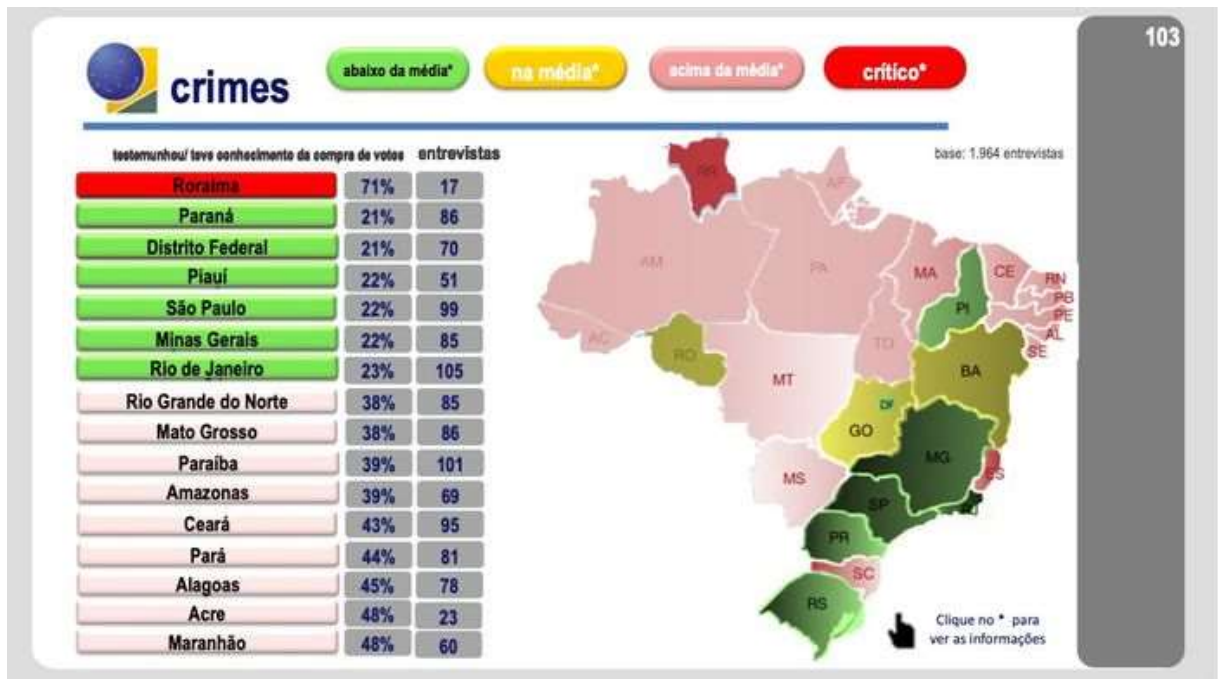 103
crimes
abaixo da média*
na média*
acima da média*
crítico*
testemunhou/ teve conhecimento da compra de votos entrevistas
base: 1.964 entrevistas
Roraima 71% 17
Paraná 21% 86
Distrito Federal 21% 70
Piauí 22% 51
São Paulo 22% 99
Minas Gerais 22% 85
Rio de Janeiro 23% 105
Rio Grande do Norte 38% 85
Mato Grosso 38% 86
Paraíba 39% 101
Amazonas 39% 69
Ceará 43% 95
Pará 44% 81
Alagoas 45% 78
Acre 48% 23
Maranhão 48% 60
RR
AP
AM
PA
MA
CE
RN
PB
PE
AL
SE
PI
AC
RO
TO
BA
MT
DF
GO
MG
ES
MS
SP
RJ
PR
SC
RS
Clique no * para
ver as informações